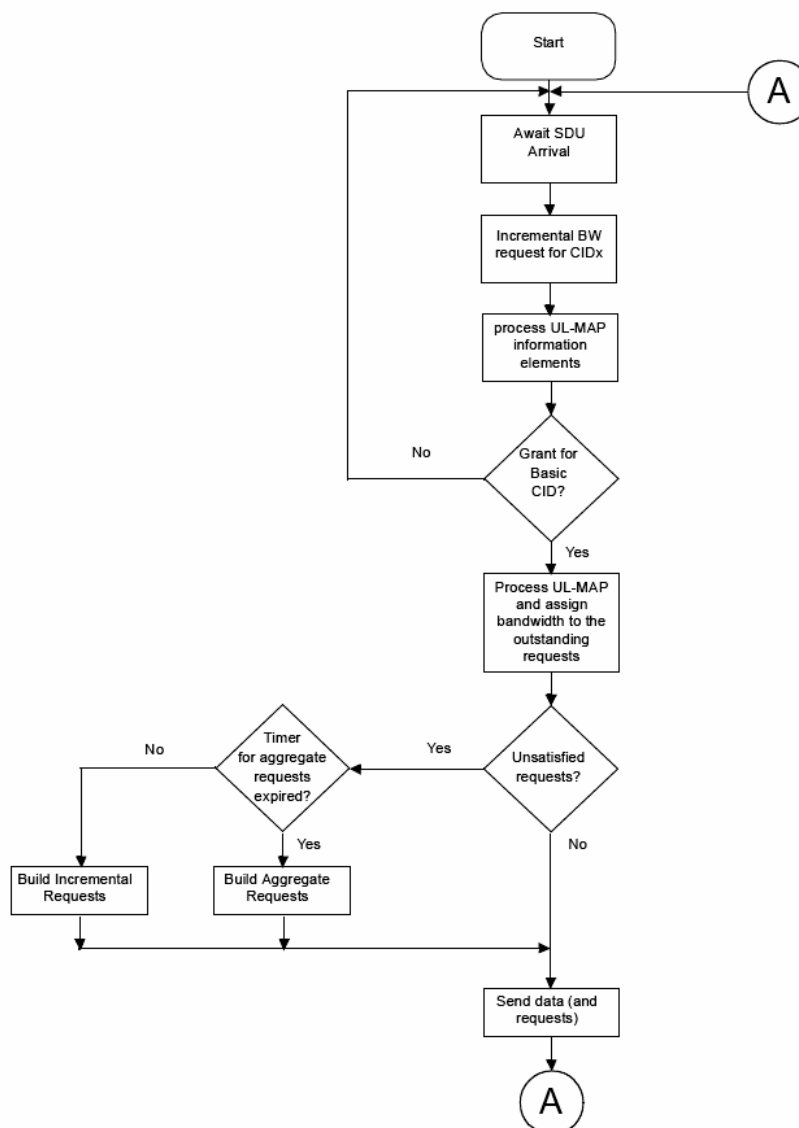 Start
A
Await SDU
Arrival
Incremental BW
request for CIDx
process UL-MAP
information
elements
No
Grant for
Basic
CID?
Yes
Process UL-MAP
and assign
bandwidth to the
outstanding
requests
No
Timer
for aggregate
requests
expired?
Yes
Unsatisfied
requests?
Yes
No
Build Incremental
Requests
Build Aggregate
Requests
Send data (and
requests)
A